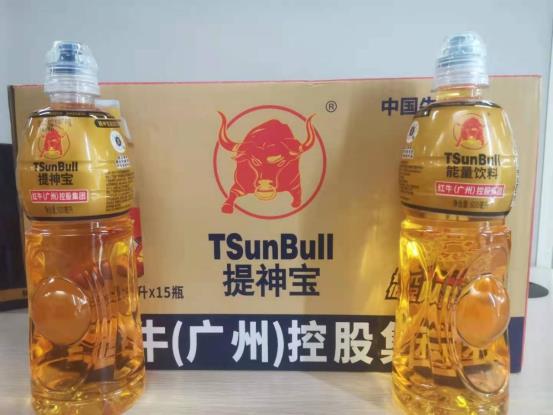 ®
中国牛
TSunBull
提神宝
升x15瓶
牛(广州)控股集
TSunBull
提神宝
红牛(广州)控股集团
TSunBull
能量饮料
红牛(广州)控股集团